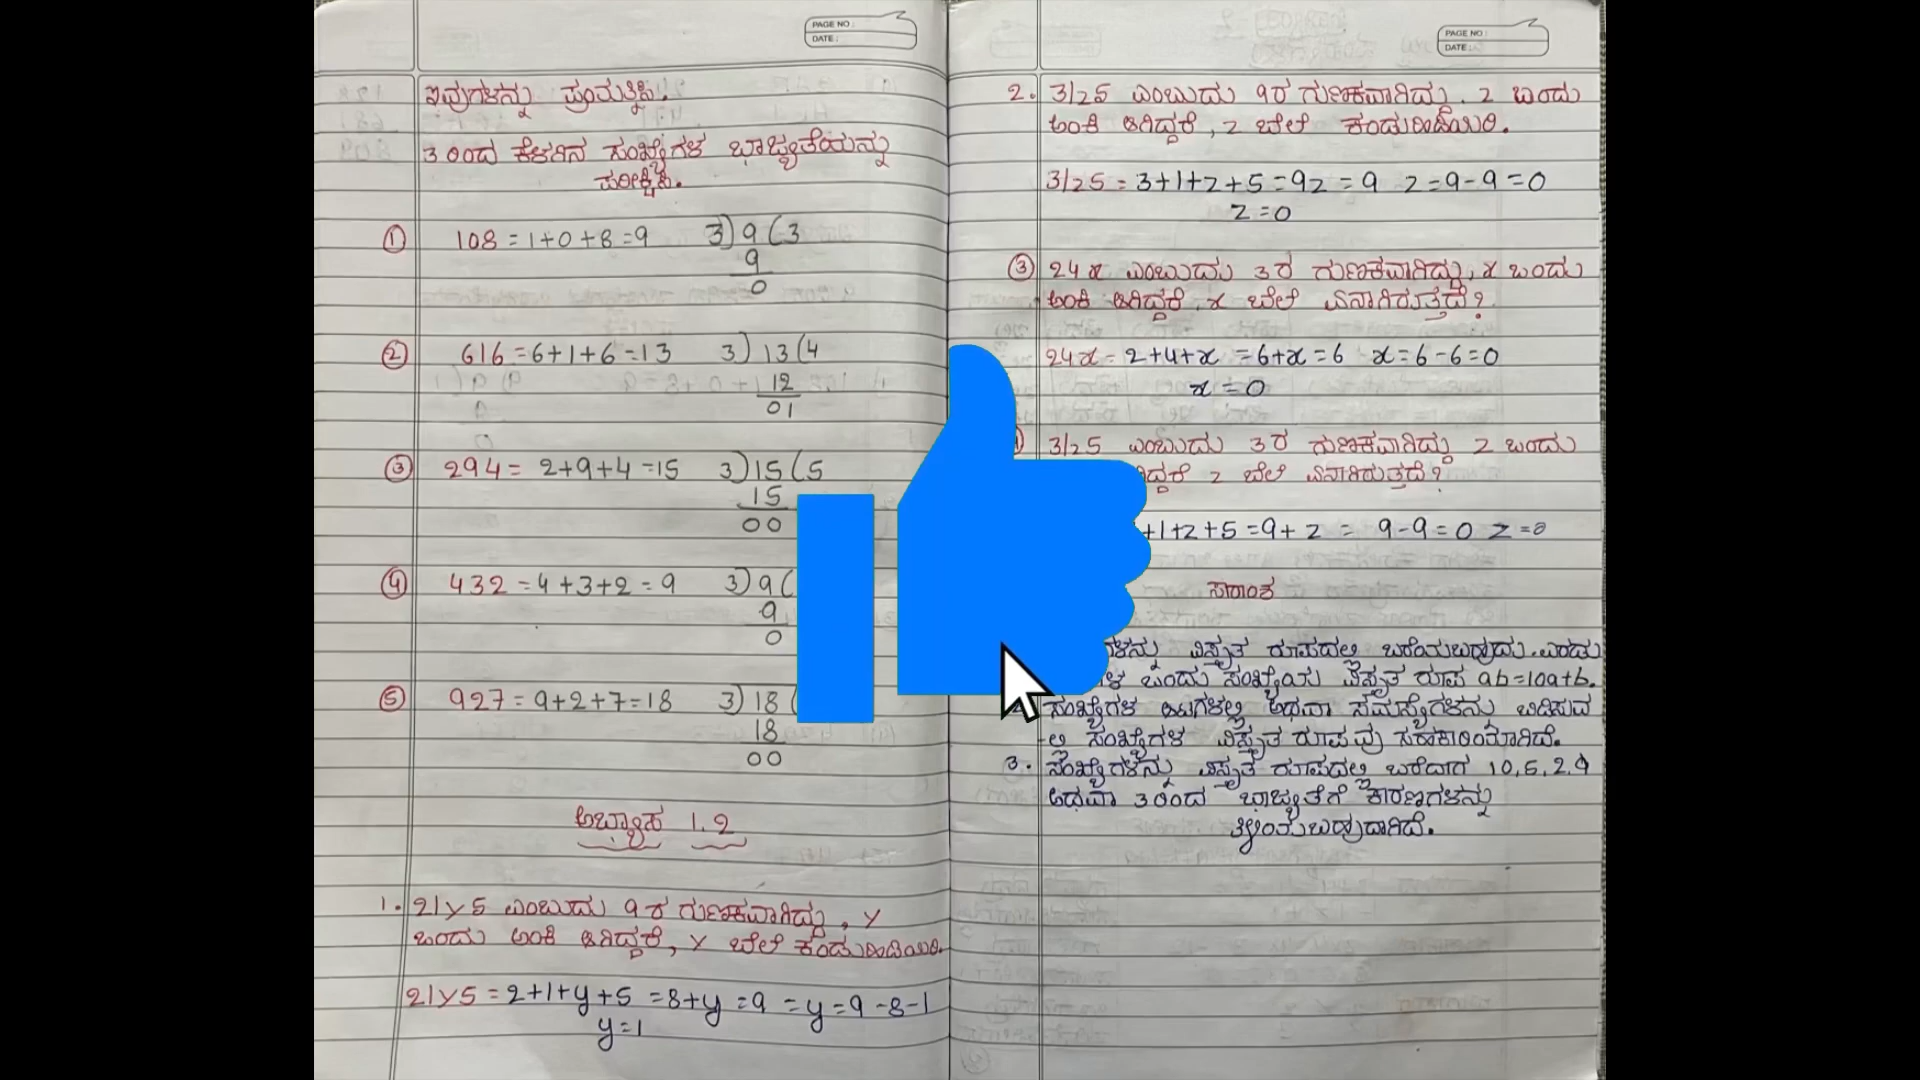 PAGE NO :
DATE :
ಇವುಗಳನ್ನು ಪ್ರಯತ್ನಿಸಿ.
3 ರಿಂದ ಕೆಳಗಿನ ಸಂಖ್ಯೆಗಳ ಭಾಜ್ಯತೆಯನ್ನು
ಪರೀಕ್ಷಿಸಿ.
① 108 = 1+0+8=9 3) 9 (3
9
0
② 616 = 6+1+6 =13 3) 13 (4
12
01
③ 294 = 2+9+4 =15 3) 15 (5
15
00
④ 432 = 4+3+2 = 9 3) 9 (
9
0
⑤ 927 = 9+2+7=18 3) 18 (
18
00
ಅಭ್ಯಾಸ 1.2
1. 21y5 ಎಂಬುದು 9 ರ ಗುಣಕವಾಗಿದ್ದು, y
ಒಂದು ಅಂಕಿ ಆಗಿದ್ದರೆ, y ಬೆಲೆ ಕಂಡುಹಿಡಿಯಿರಿ.
21y5 = 2+1+y+5 =8+y =9 =y=9-8-1
y=1
PAGE NO :
DATE :
2. 31z5 ಎಂಬುದು 9ರ ಗುಣಕವಾಗಿದ್ದು. z ಒಂದು
ಅಂಕಿ ಆಗಿದ್ದರೆ, z ಬೆಲೆ ಕಂಡುಹಿಡಿಯಿರಿ.
31z5 = 3+1+z+5 =9z =9 z=9-9=0
z=0
③ 24x ಎಂಬುದು 3ರ ಗುಣಕವಾಗಿದ್ದು, x ಒಂದು
ಅಂಕಿ ಆಗಿದ್ದರೆ, x ಬೆಲೆ ಏನಾಗಿರುತ್ತದೆ?
24x = 2+4+x =6+x=6 x=6-6=0
x=0
31z5 ಎಂಬುದು 3ರ ಗುಣಕವಾಗಿದ್ದು z ಒಂದು
z ಬೆಲೆ ಏನಾಗಿರುತ್ತದೆ?
+1+z+5 =9+z = 9-9=0 z=0
ಸಾರಾಂಶ
ವಿಸ್ತೃತ ರೂಪದಲ್ಲಿ ಬರೆಯಬಹುದು. ಎರಡು
ಒಂದು ಸಂಖ್ಯೆಯ ವಿಸ್ತೃತ ರೂಪ ab=10a+b.
ಸಂಖ್ಯೆಗಳ ಆಟಗಳಲ್ಲಿ ಅಥವಾ ಸಮಸ್ಯೆಗಳನ್ನು ಬಿಡಿಸುವ
ಲ್ಲಿ ಸಂಖ್ಯೆಗಳ ವಿಸ್ತೃತ ರೂಪವು ಸಹಕಾರಿಯಾಗಿದೆ.
3. ಸಂಖ್ಯೆಗಳನ್ನು ವಿಸ್ತೃತ ರೂಪದಲ್ಲಿ ಬರೆದಾಗ 10, 5, 2, 9
ಅಥವಾ 3 ರಿಂದ ಭಾಜ್ಯತೆಗೆ ಕಾರಣಗಳನ್ನು
ತಿಳಿಯಬಹುದಾಗಿದೆ.